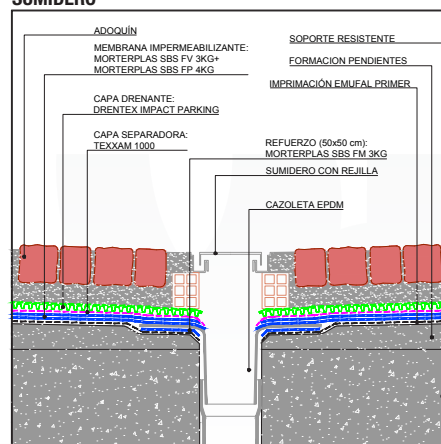 SUMIDERO
ADOQUÍN
MEMBRANA IMPERMEABILIZANTE:
MORTERPLAS SBS FV 3KG+
MORTERPLAS SBS FP 4KG
CAPA DRENANTE:
DRENTEX IMPACT PARKING
CAPA SEPARADORA:
TEXXAM 1000
SOPORTE RESISTENTE
FORMACION PENDIENTES
IMPRIMACIÓN EMUFAL PRIMER
REFUERZO (50x50 cm):
MORTERPLAS SBS FM 3KG
SUMIDERO CON REJILLA
CAZOLETA EPDM